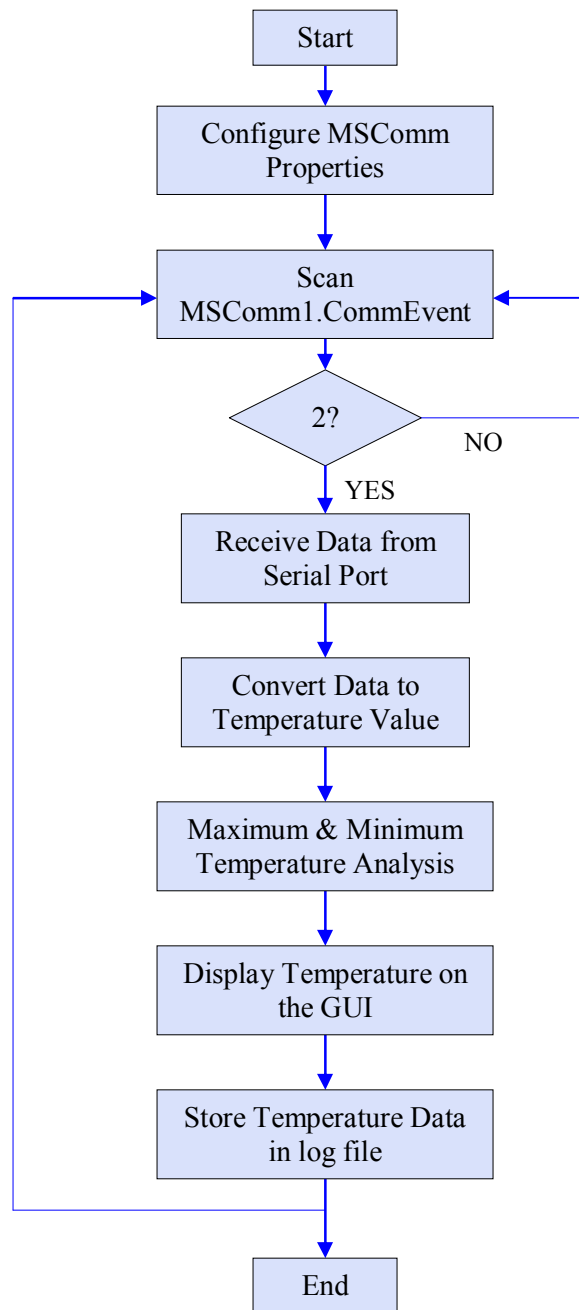 Start
Configure MSComm
Properties
Scan
MSComm1.CommEvent
2?
NO
YES
Receive Data from
Serial Port
Convert Data to
Temperature Value
Maximum & Minimum
Temperature Analysis
Display Temperature on
the GUI
Store Temperature Data
in log file
End